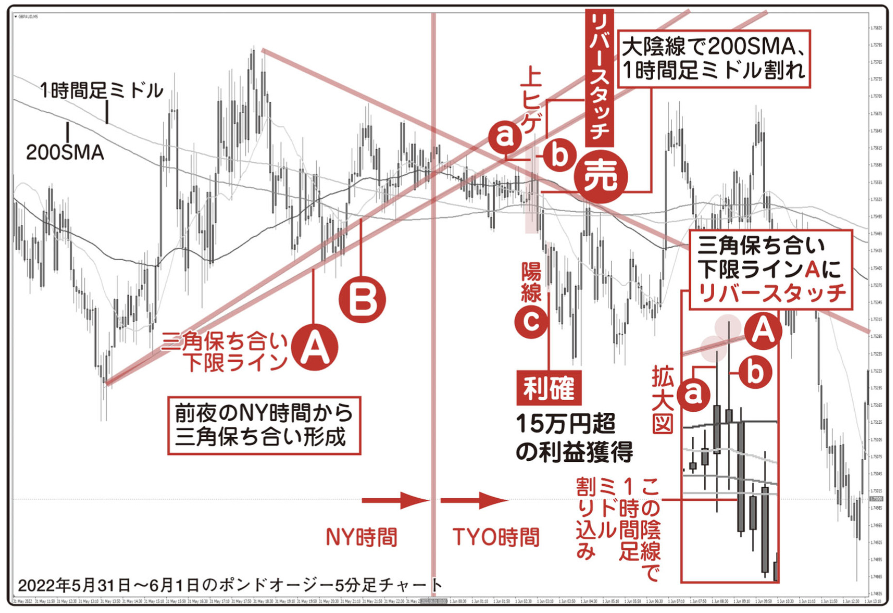 1時間足ミドル
200SMA
上ヒゲ
リバースタッチ
大陰線で200SMA、
1時間足ミドル割れ
a
b
売
三角保ち合い
下限ラインAに
リバースタッチ
B
三角保ち合い
下限ライン
A
陽線
c
利確
15万円超
の利益獲得
前夜のNY時間から
三角保ち合い形成
拡大図
A
a
b
この陰線で
1時間足
ミドル
割り込み
NY時間
TYO時間
2022年5月31日〜6月1日のポンドオージー5分足チャート